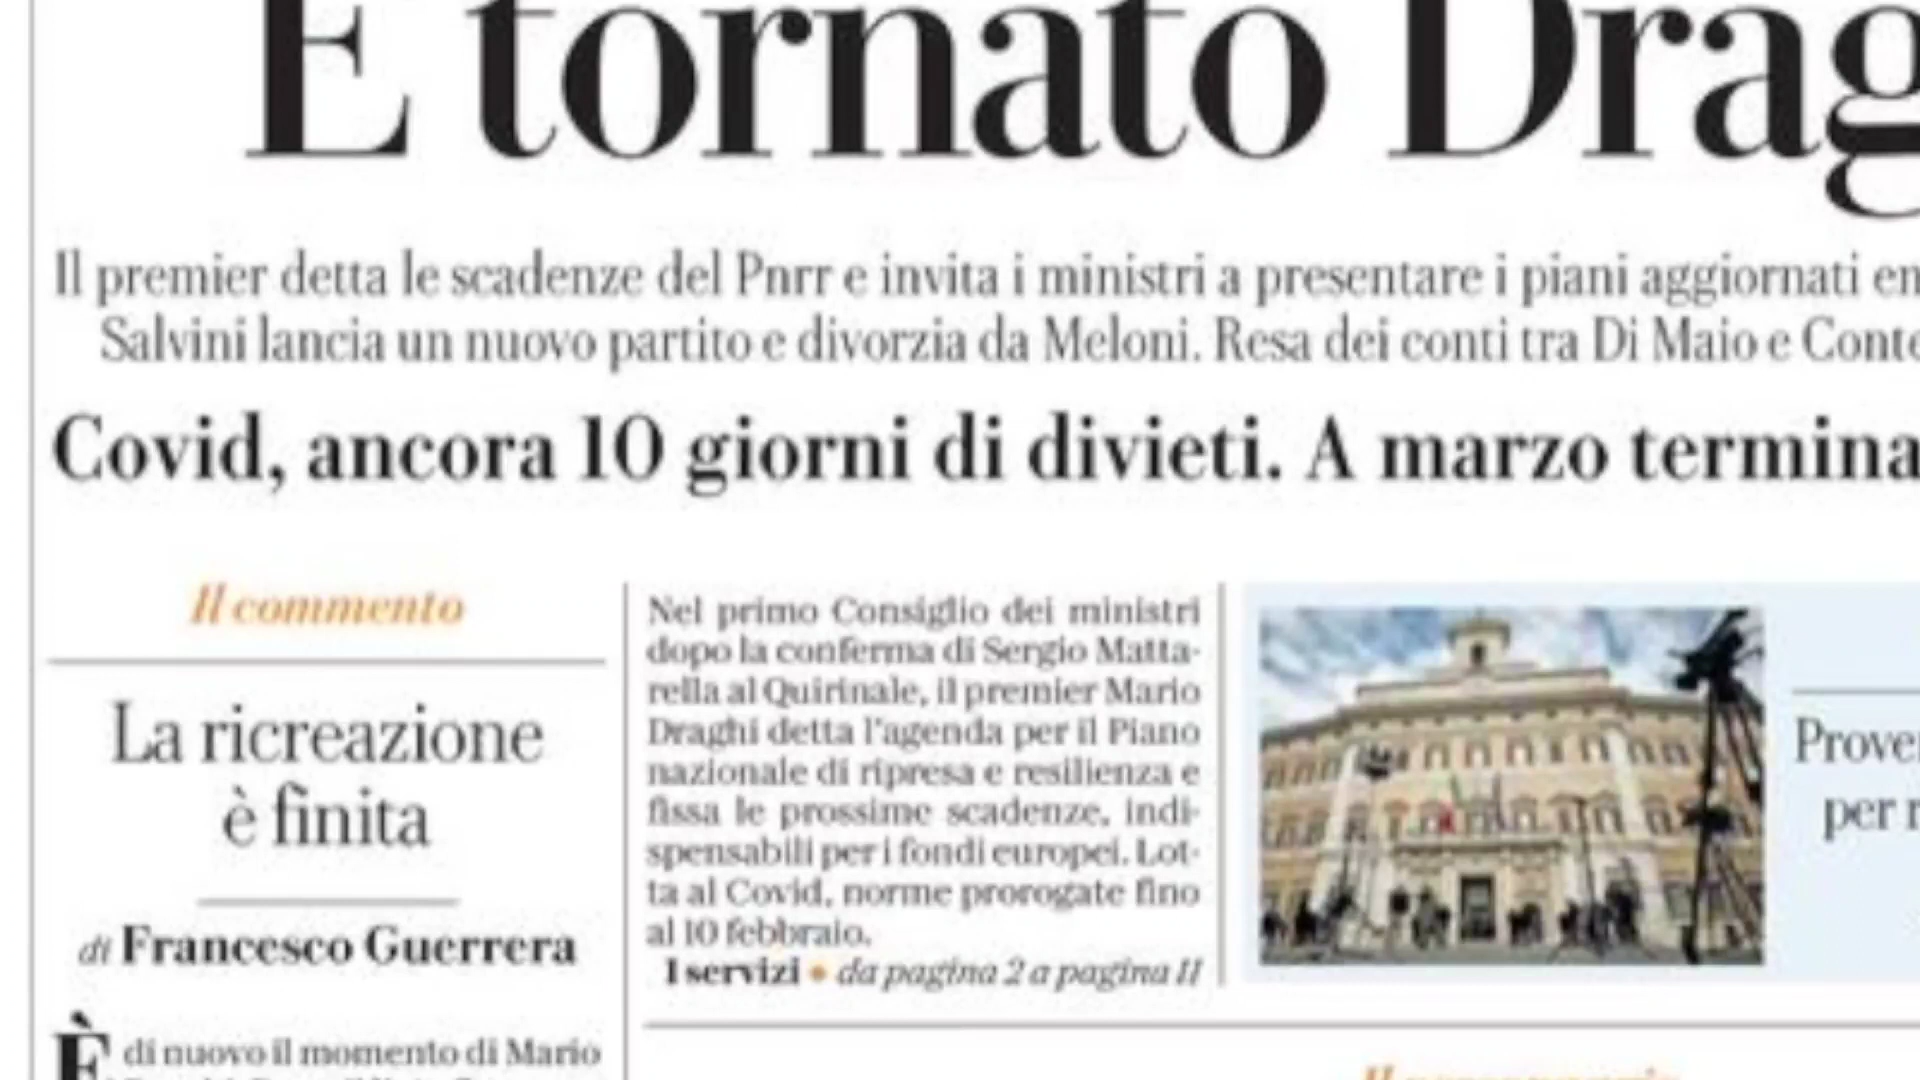 È tornato Drag
Il premier detta le scadenze del Pnrr e invita i ministri a presentare i piani aggiornati en
Salvini lancia un nuovo partito e divorzia da Meloni. Resa dei conti tra Di Maio e Conte
Covid, ancora 10 giorni di divieti. A marzo termina
Il commento
La ricreazione
è finita
di Francesco Guerrera
È di nuovo il momento di Mario
Nel primo Consiglio dei ministri
dopo la conferma di Sergio Matta-
rella al Quirinale, il premier Mario
Draghi detta l'agenda per il Piano
nazionale di ripresa e resilienza e
fissa le prossime scadenze, indi-
spensabili per i fondi europei. Lot-
ta al Covid, norme prorogate fino
al 10 febbraio.
I servizi • da pagina 2 a pagina 11
Prove
per r